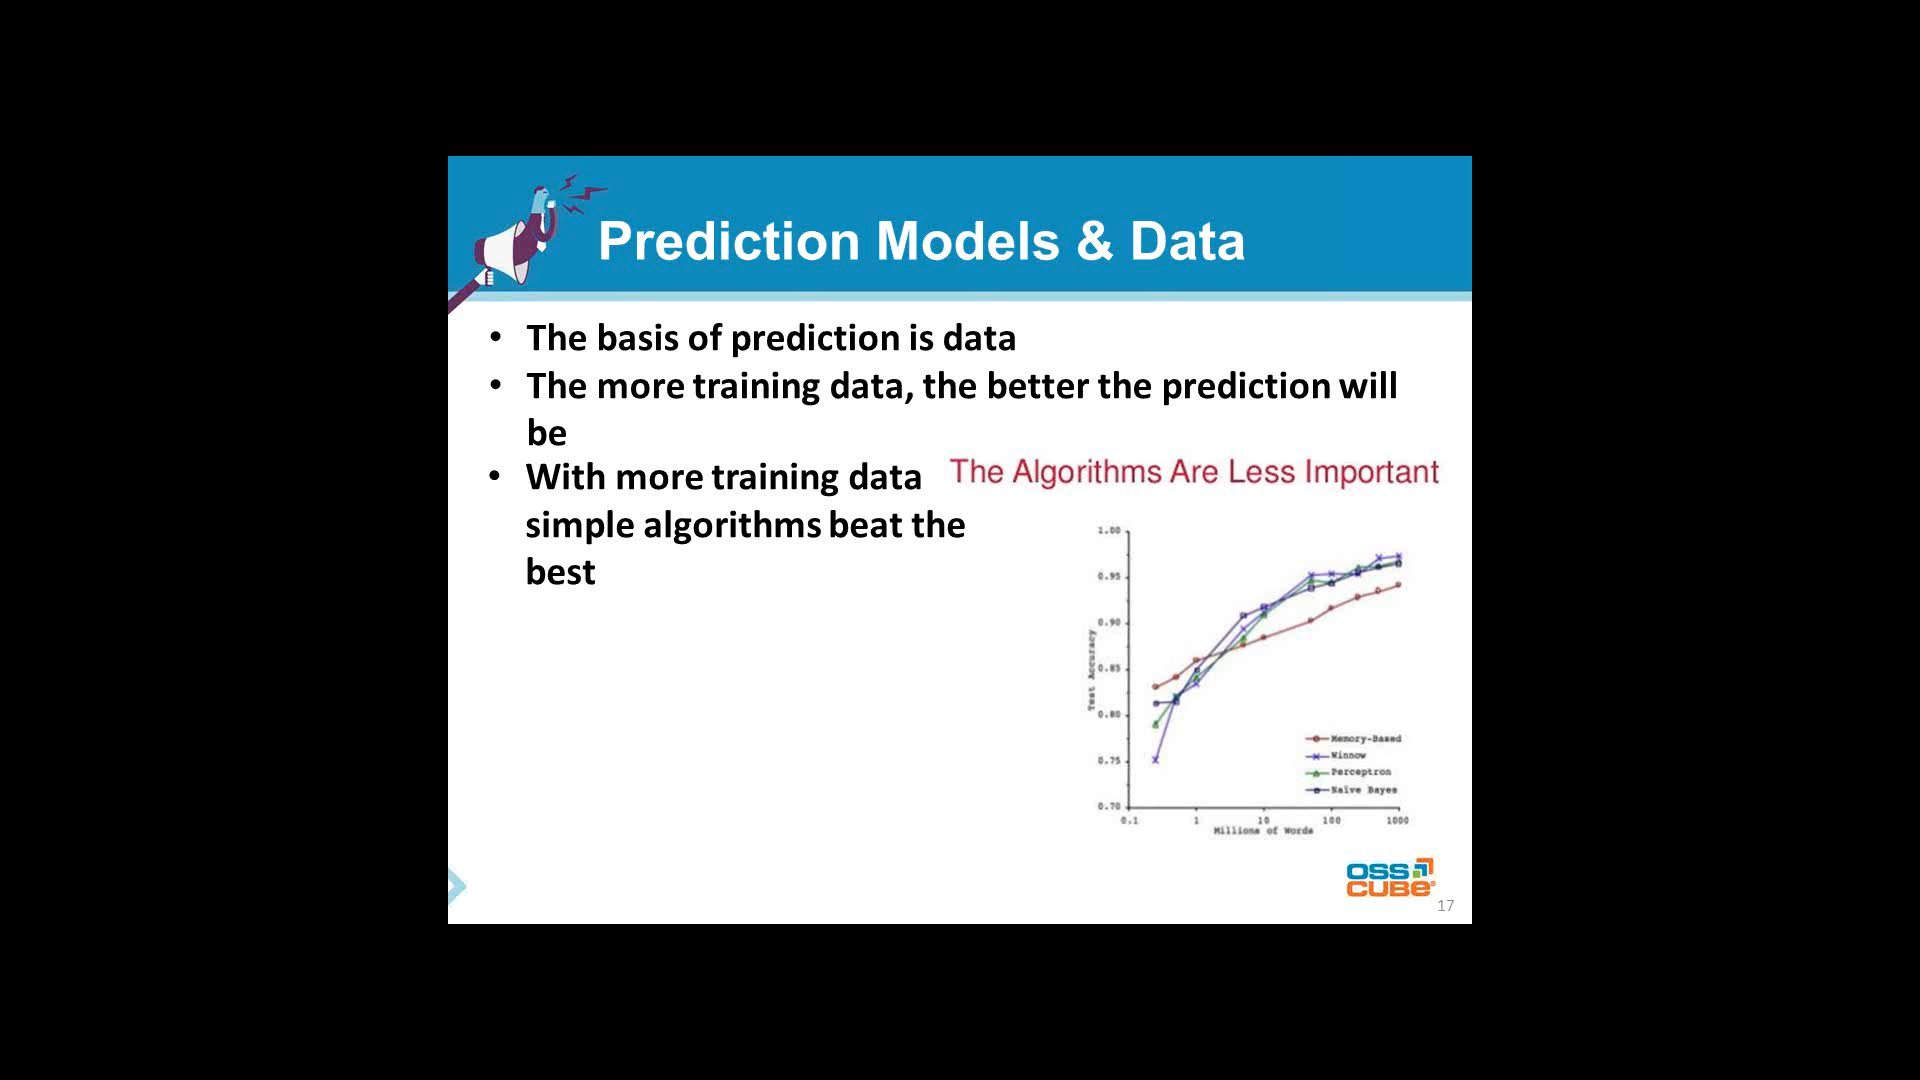 Prediction Models & Data
• The basis of prediction is data
• The more training data, the better the prediction will
be
• With more training data
simple algorithms beat the
best
The Algorithms Are Less Important
1.00
0.95
0.90
0.85
0.80
0.75
0.70
Test Accuracy
Memory-Based
Winnow
Perceptron
Naïve Bayes
0.1 1 10 100 1000
Millions of Words
OSS
CUBE®
17